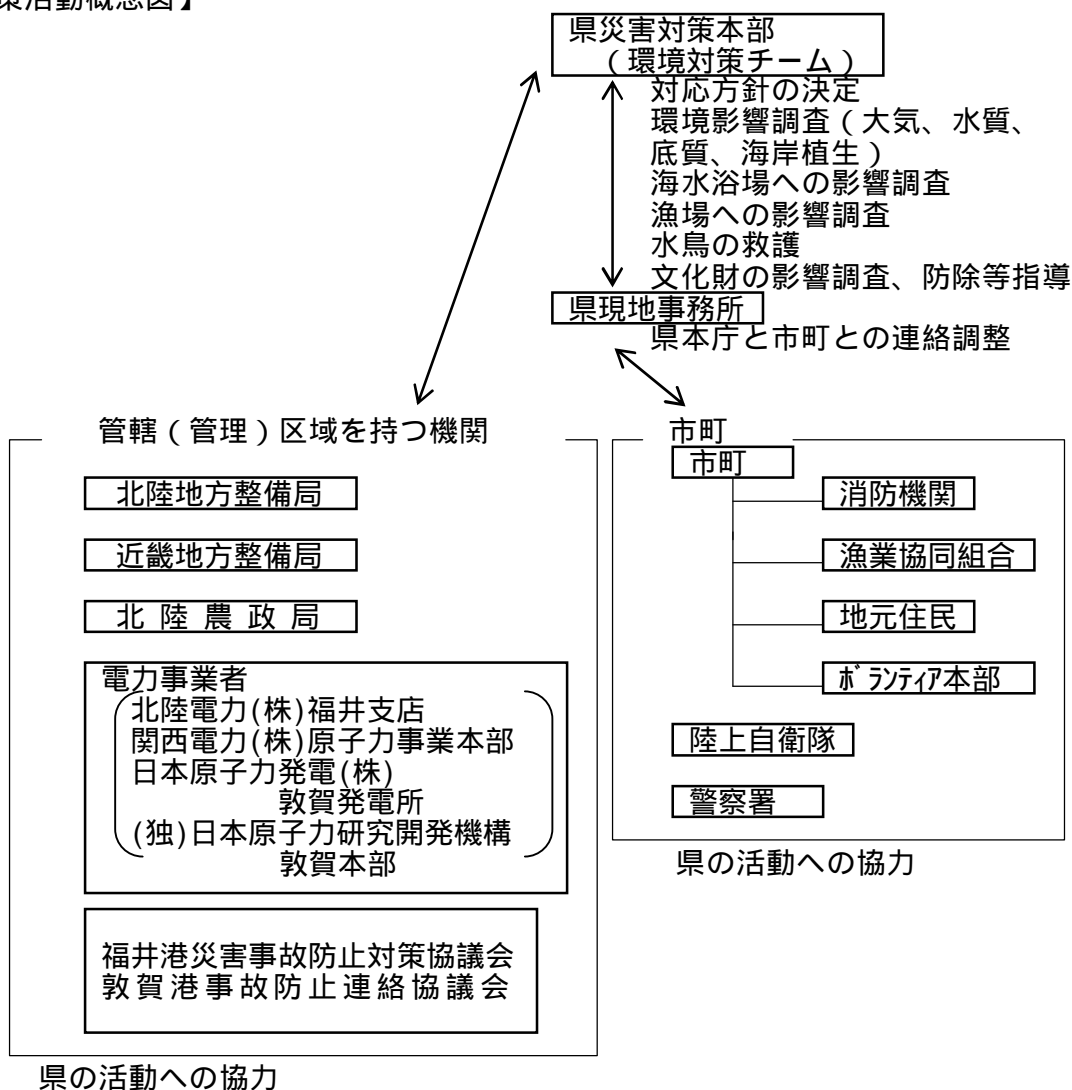 策活動概念図】
県災害対策本部
(環境対策チーム)
対応方針の決定
環境影響調査(大気、水質、
底質、海岸植生)
海水浴場への影響調査
漁場への影響調査
水鳥の救護
文化財の影響調査、防除等指導
県現地事務所
県本庁と市町との連絡調整
管轄(管理)区域を持つ機関
北陸地方整備局
近畿地方整備局
北陸農政局
電力事業者
北陸電力(株)福井支店
関西電力(株)原子力事業本部
日本原子力発電(株)
敦賀発電所
(独)日本原子力研究開発機構
敦賀本部
福井港災害事故防止対策協議会
敦賀港事故防止連絡協議会
県の活動への協力
市町
市町
消防機関
漁業協同組合
地元住民
ボランティア本部
陸上自衛隊
警察署
県の活動への協力